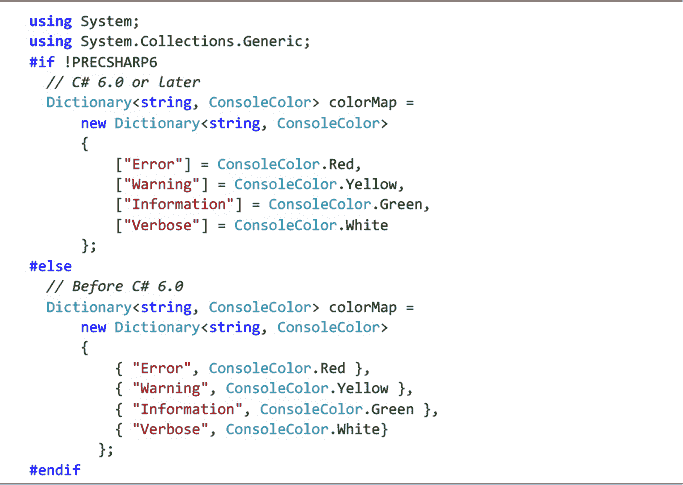 using System;
using System.Collections.Generic;
#if !PRECSHARP6
// C# 6.0 or Later
Dictionary<string, ConsoleColor> colorMap =
new Dictionary<string, ConsoleColor>
{
["Error"] = ConsoleColor.Red,
["Warning"] = ConsoleColor.Yellow,
["Information"] = ConsoleColor.Green,
["Verbose"] = ConsoleColor.White
};
#else
// Before C# 6.0
Dictionary<string, ConsoleColor> colorMap =
new Dictionary<string, ConsoleColor>
{
{ "Error", ConsoleColor.Red },
{ "Warning", ConsoleColor.Yellow },
{ "Information", ConsoleColor.Green },
{ "Verbose", ConsoleColor.White}
};
#endif